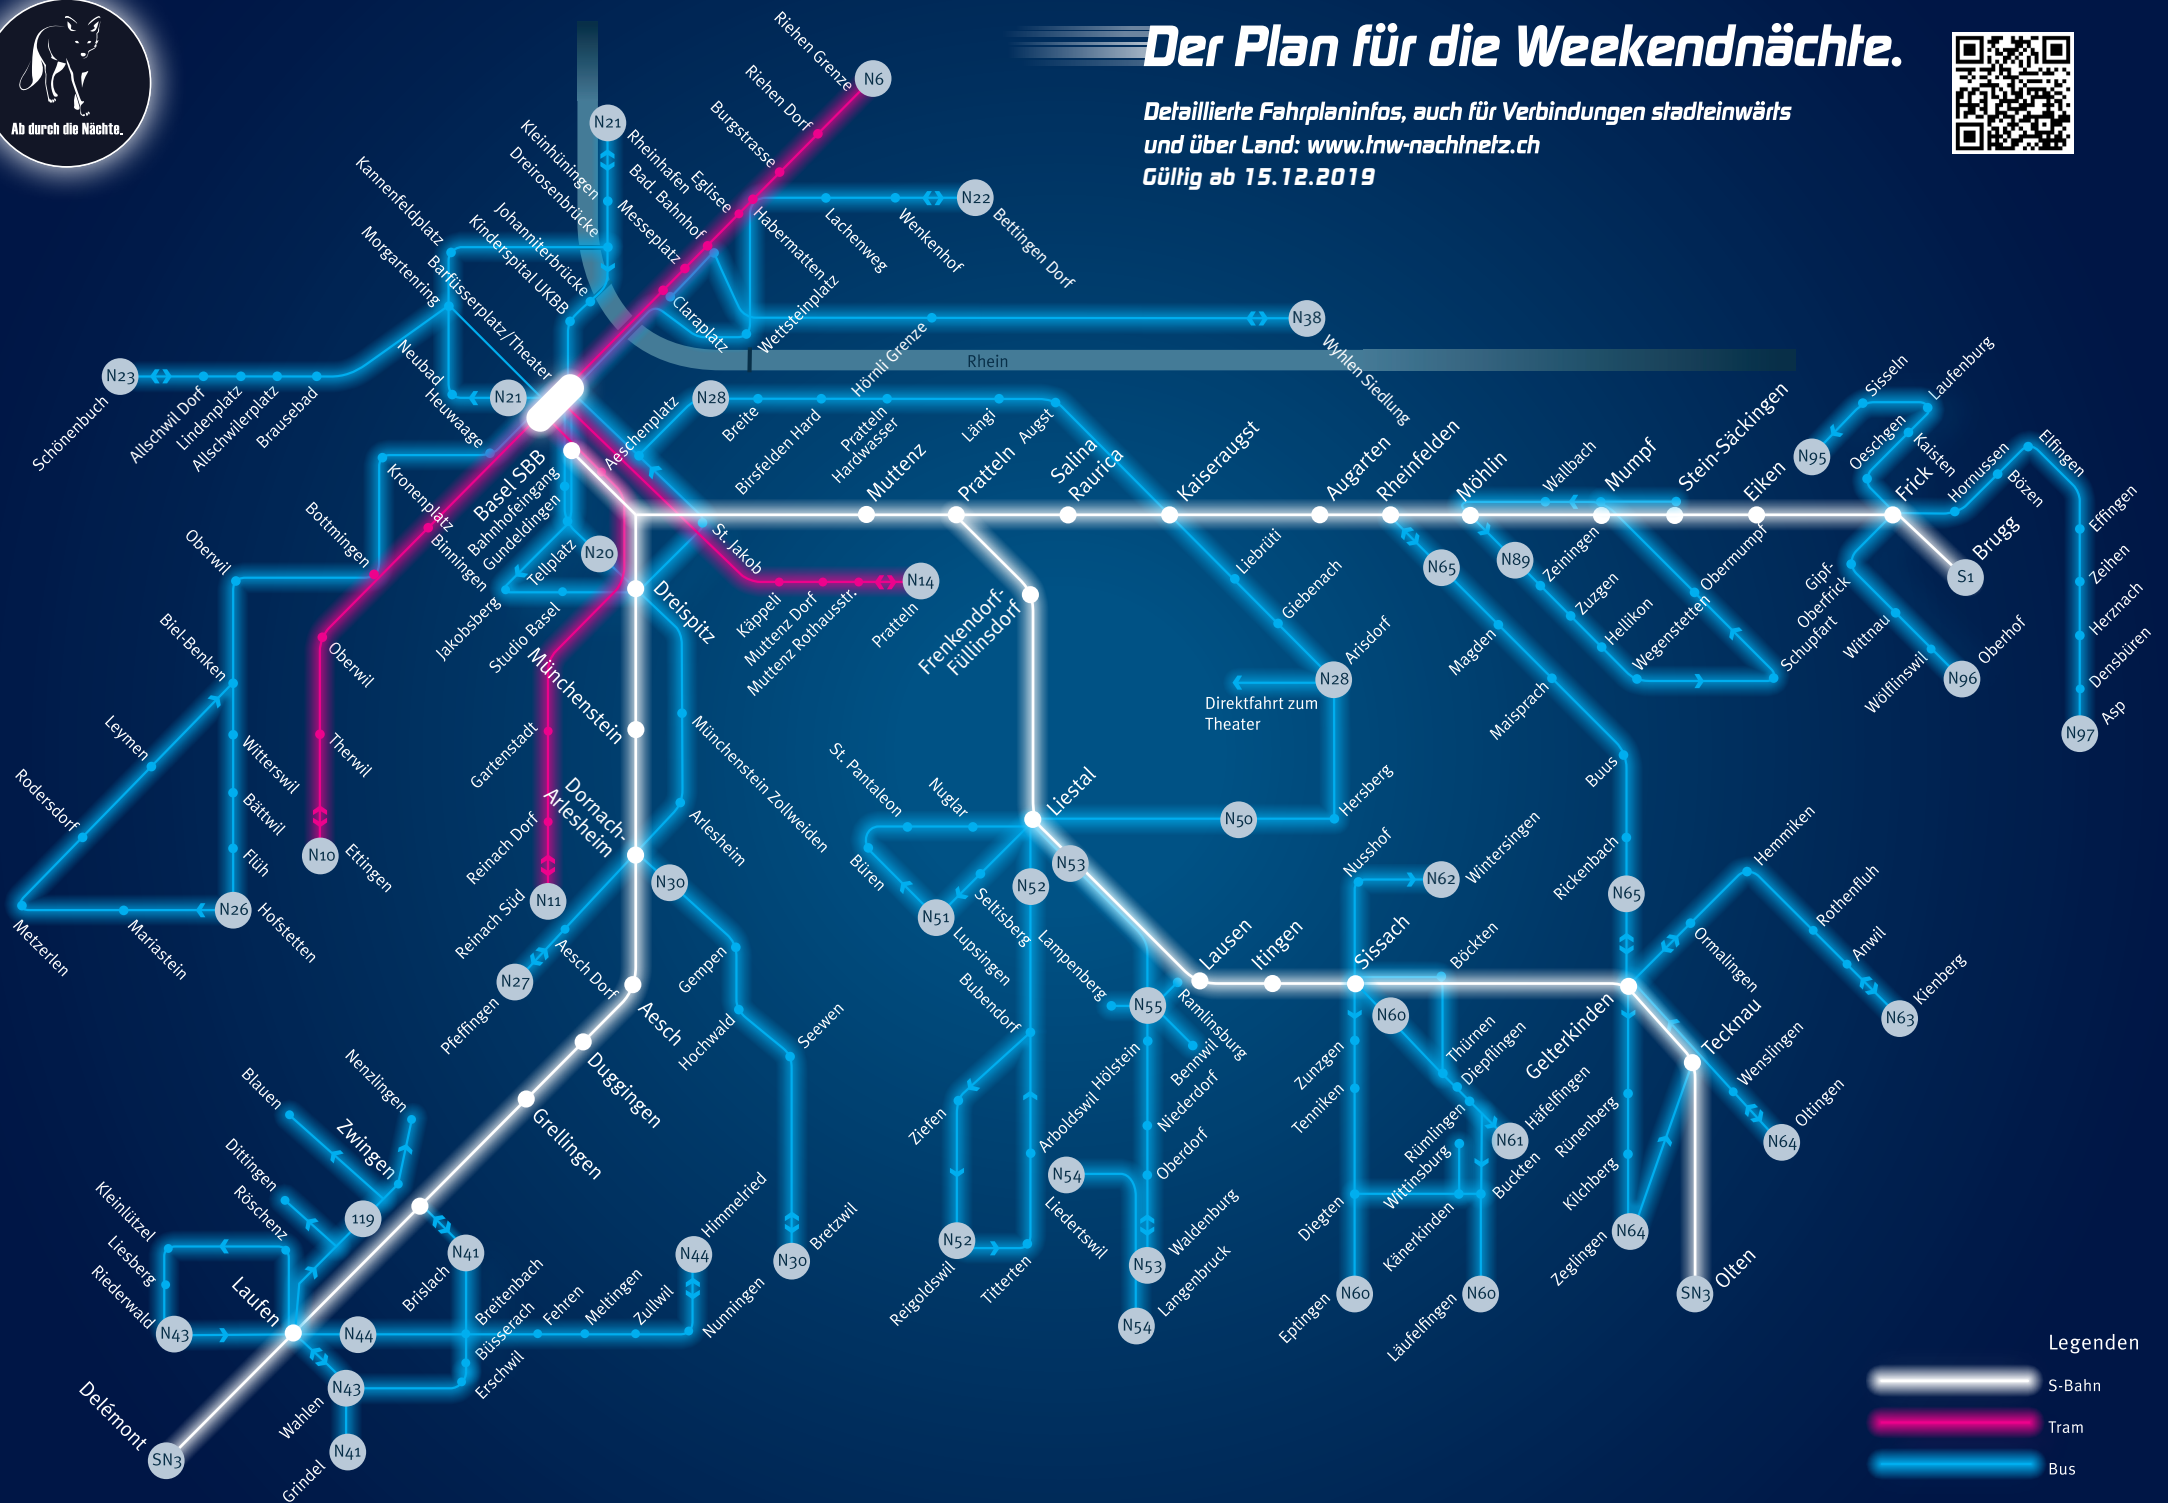 Ab durch die Nächte.
Der Plan für die Weekendnächte.
Detaillierte Fahrplaninfos, auch für Verbindungen stadteinwärts
und über Land: www.tnw-nachtnetz.ch
Gültig ab 15.12.2019
Riehen Grenze
N6
Riehen Dorf
Burgstrasse
N21
Rheinhafen
Kleinhüningen
Dreirosenbrücke
Eglisee
Bad. Bahnhof
Messeplatz
Habermatten
Lachenweg
Wenkenhof
N22
Bettingen Dorf
Kannenfeldplatz
Morgartenring
Johanniterbrücke
Kinderspital UKBB
Barfüsserplatz/Theater
Claraplatz
Wettsteinplatz
N38
Wyhlen Siedlung
Rhein
Hörnli Grenze
N23
Schönenbuch
Allschwil Dorf
Lindenplatz
Allschwilerplatz
Brausebad
Neubad
N21
Heuwaage
Aeschenplatz
N28
Breite
Birsfelden Hard
Pratteln
Hardwasser
Längi
Augst
Kronenplatz
Binningen
Bottmingen
Oberwil
Basel SBB
Bahnhofeingang
Gundeldingen
Tellplatz
N20
Jakobsberg
Studio Basel
St. Jakob
Käppeli
Muttenz Dorf
Muttenz Rothausstr.
N14
Pratteln
Dreispitz
Muttenz
Pratteln
Salina
Raurica
Kaiseraugst
Augarten
Rheinfelden
Möhlin
Wallbach
Mumpf
Stein-Säckingen
Eiken
Frick
Brugg
S1
N95
Sisseln
Laufenburg
Kaisten
Oeschgen
Hornussen
Bözen
Elfingen
Effingen
Zeihen
Herznach
Densbüren
Asp
N97
Gipf-
Oberfrick
Wittnau
Wölflinswil
N96
Oberhof
N65
N89
Zeiningen
Zuzgen
Hellikon
Wegenstetten
Schupfart
Obermumpf
Magden
Maisprach
Buus
Rickenbach
N65
Liebrüti
Giebenach
Arisdorf
N28
Direktfahrt zum
Theater
Hersberg
N50
Frenkendorf-
Füllinsdorf
Liestal
Biel-Benken
Leymen
Rodersdorf
Metzerlen
Mariastein
N26
Hofstetten
Witterswil
Bättwil
Flüh
Oberwil
Therwil
N10
Ettingen
Münchenstein
Gartenstadt
Reinach Dorf
Reinach Süd
N11
Dornach-
Arlesheim
Münchenstein Zollweiden
Arlesheim
N30
Aesch Dorf
N27
Pfeffingen
Gempen
Hochwald
Seewen
N30
Bretzwil
Aesch
Duggingen
Grellingen
Zwingen
Nenzlingen
Blauen
Dittingen
119
Röschenz
Kleinlützel
Liesberg
Riederwald
N43
Laufen
N44
N41
Brislach
Breitenbach
Büsserach
Erschwil
Fehren
Meltingen
Zullwil
Nunningen
N44
Himmelried
N43
Wahlen
N41
Grindel
Delémont
SN3
St. Pantaleon
Nuglar
Büren
N51
Lupsingen
Seltisberg
N52
N53
Bubendorf
Ziefen
N52
Reigoldswil
Titterten
Arboldswil
Lampenberg
N55
Ramlinsburg
Bennwil
Hölstein
Niederdorf
Oberdorf
N54
Liedertswil
Waldenburg
N53
Langenbruck
N54
Lausen
Itingen
Sissach
Nusshof
N62
Wintersingen
Böckten
N60
Thürnen
Diepflingen
Rümlingen
N61
Häfelfingen
Wittinsburg
Buckten
Känerkinden
N60
Läufelfingen
Zunzgen
Tenniken
Diegten
Eptingen
N60
Gelterkinden
Ormalingen
Hemmiken
Rothenfluh
Anwil
N63
Kienberg
Tecknau
Wenslingen
N64
Oltingen
Rünenberg
Kilchberg
N64
Zeglingen
SN3
Olten
Legenden
S-Bahn
Tram
Bus